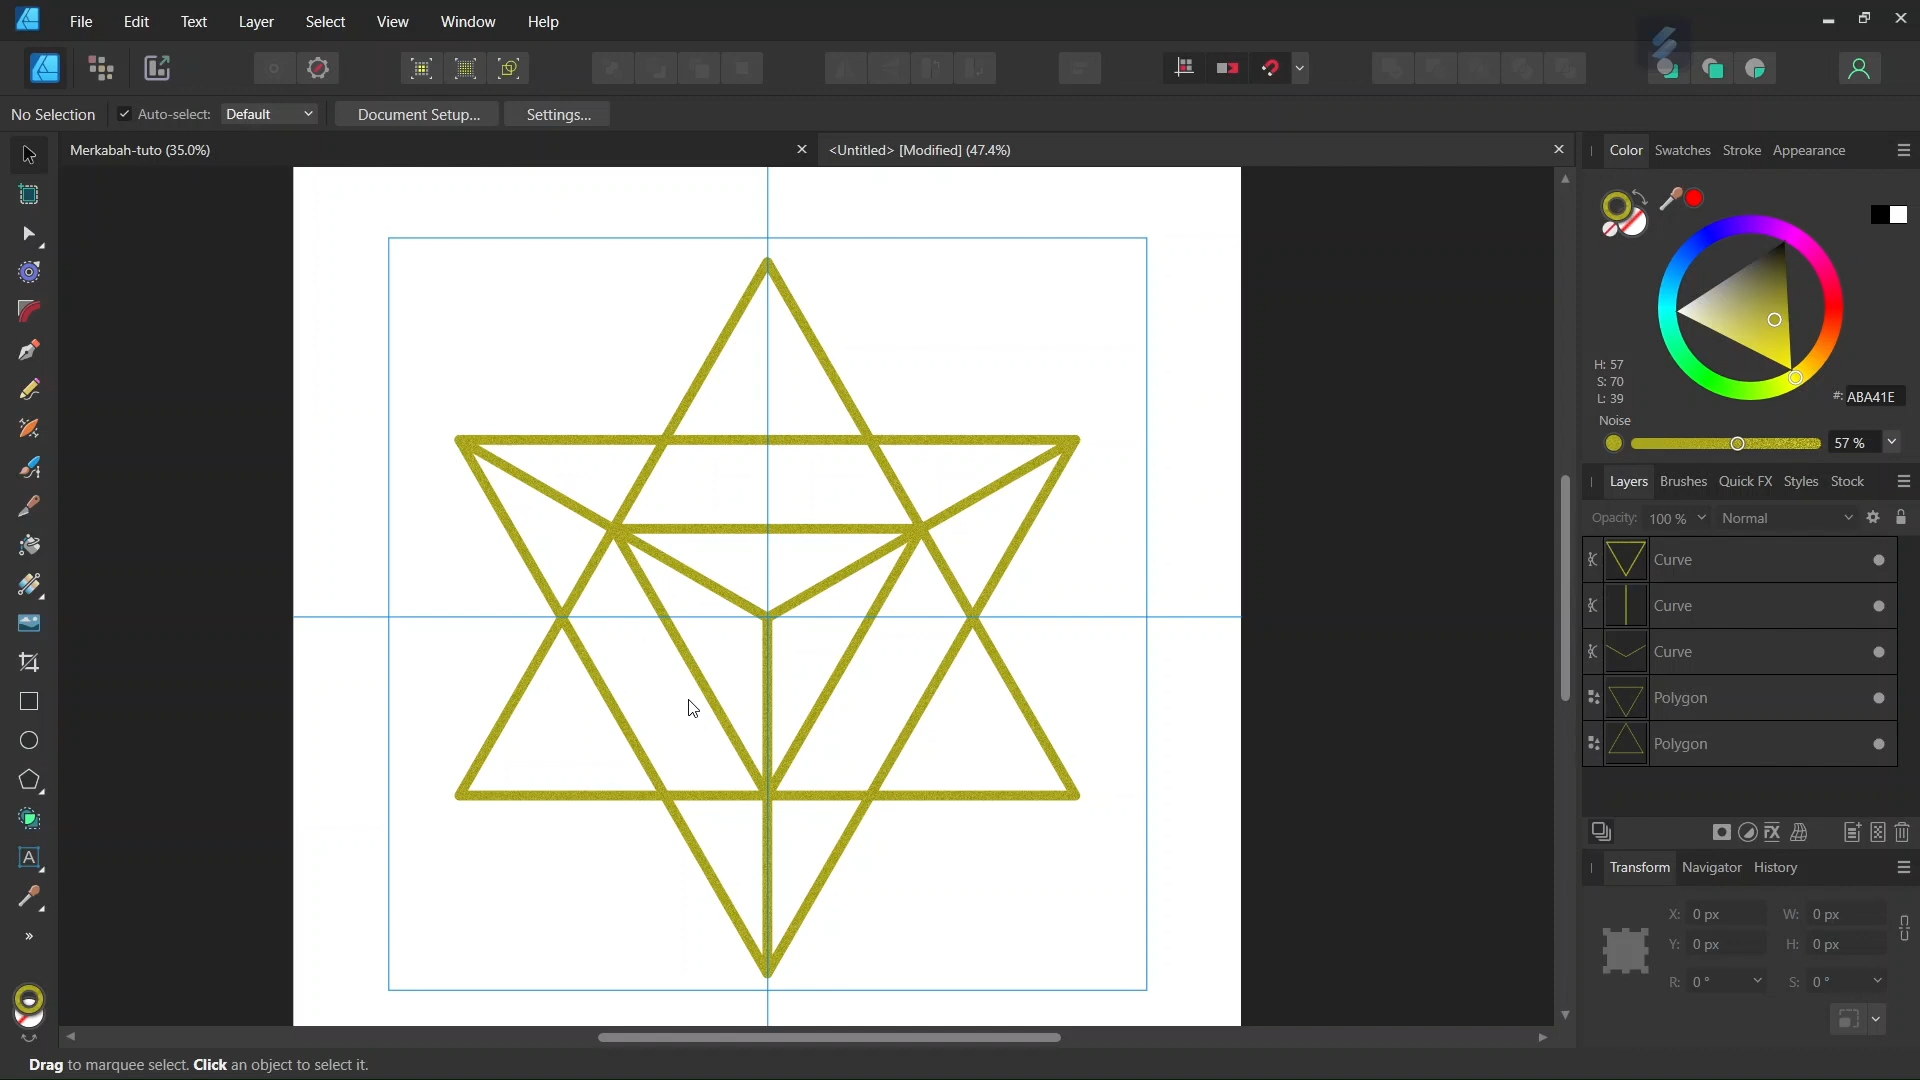 File Edit Text Layer Select View Window Help
No Selection Auto-select: Default Document Setup... Settings...
Merkabah-tuto (35.0%)
<Untitled> [Modified] (47.4%)
Color Swatches Stroke Appearance
H: 57
S: 70
L: 39
#: ABA41E
Noise
57 %
Layers Brushes Quick FX Styles Stock
Opacity: 100 % Normal
Curve
Curve
Curve
Polygon
Polygon
Transform Navigator History
X: 0 px W: 0 px
Y: 0 px H: 0 px
R: 0 ° S: 0 °
Drag to marquee select. Click an object to select it.